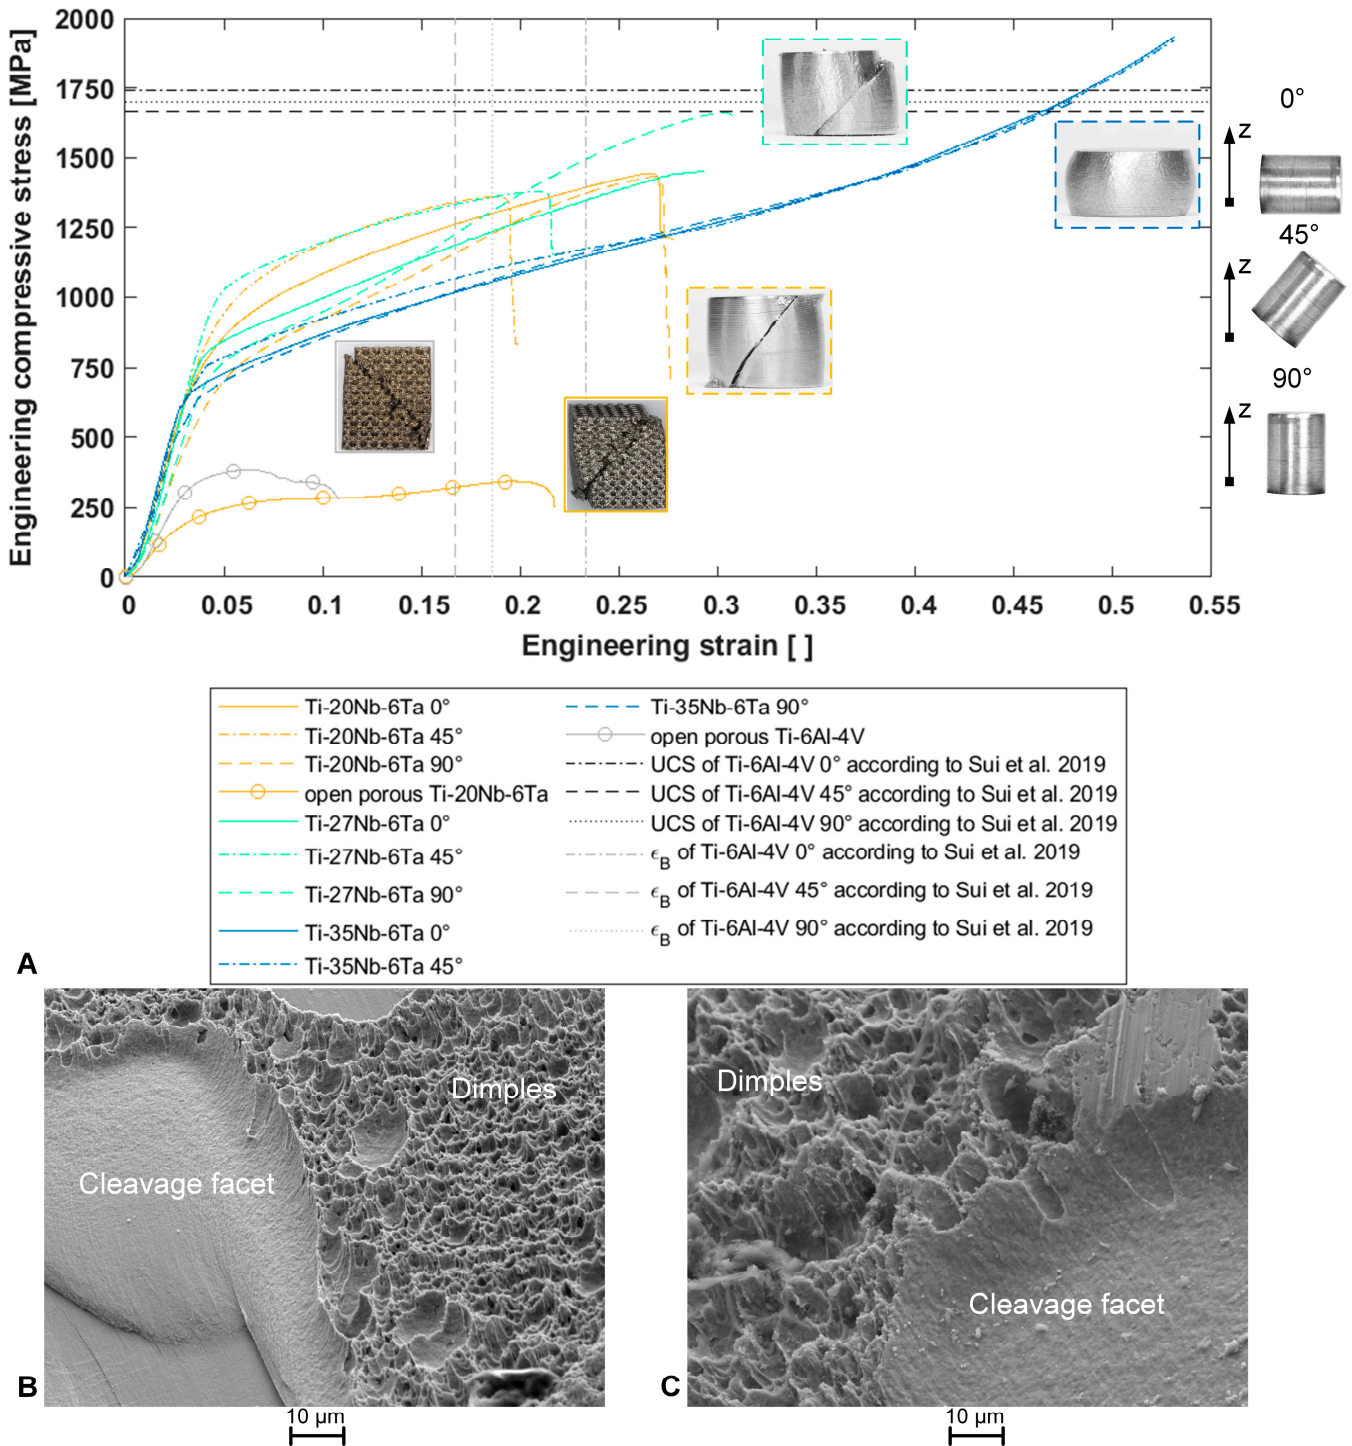 2000
1750
1500
1250
1000
750
500
250
0
Engineering compressive stress [MPa]
0 0.05 0.1 0.15 0.2 0.25 0.3 0.35 0.4 0.45 0.5 0.55
Engineering strain [ ]
0°
z
45°
z
90°
z
Ti-20Nb-6Ta 0°
Ti-20Nb-6Ta 45°
Ti-20Nb-6Ta 90°
open porous Ti-20Nb-6Ta
Ti-27Nb-6Ta 0°
Ti-27Nb-6Ta 45°
Ti-27Nb-6Ta 90°
Ti-35Nb-6Ta 0°
Ti-35Nb-6Ta 45°
Ti-35Nb-6Ta 90°
open porous Ti-6Al-4V
UCS of Ti-6Al-4V 0° according to Sui et al. 2019
UCS of Ti-6Al-4V 45° according to Sui et al. 2019
UCS of Ti-6Al-4V 90° according to Sui et al. 2019
ϵB of Ti-6Al-4V 0° according to Sui et al. 2019
ϵB of Ti-6Al-4V 45° according to Sui et al. 2019
ϵB of Ti-6Al-4V 90° according to Sui et al. 2019
A
Dimples
Cleavage facet
B
10 µm
Dimples
Cleavage facet
C
10 µm